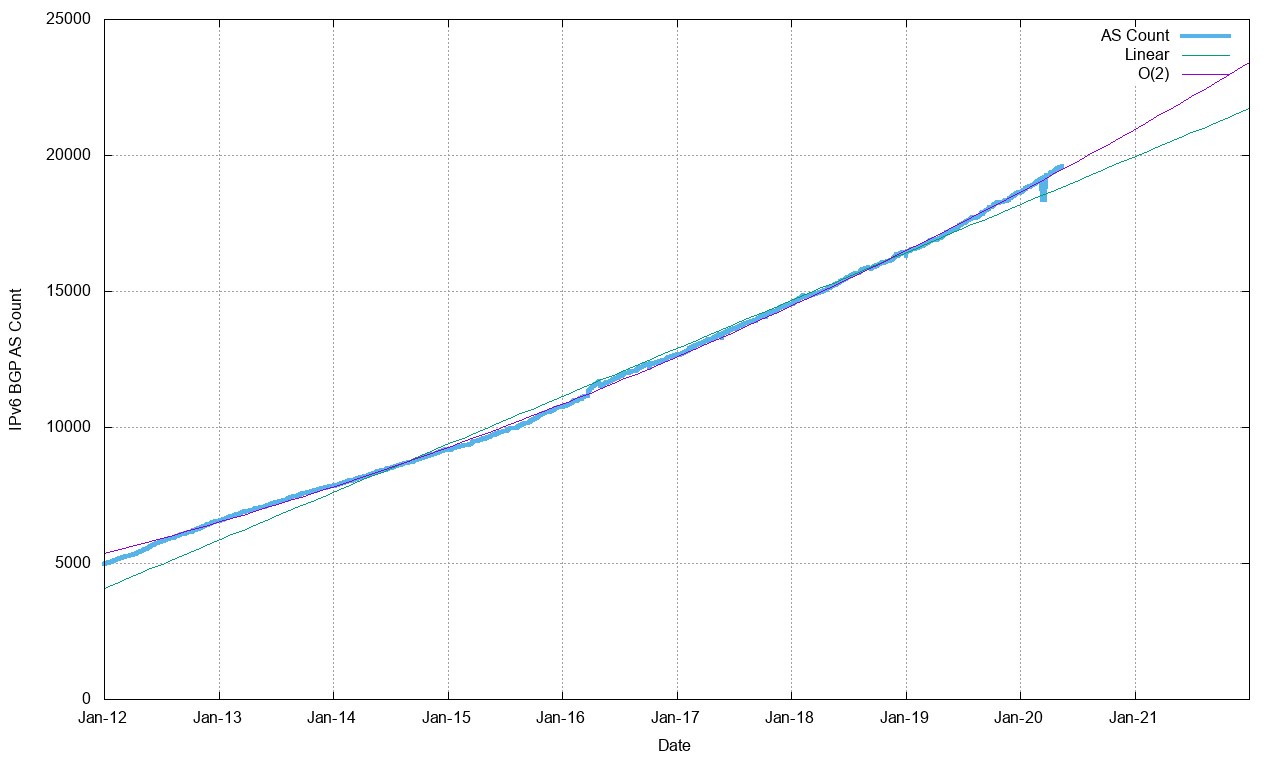 25000
20000
15000
10000
5000
0
IPv6 BGP AS Count
AS Count
Linear
O(2)
Jan-12 Jan-13 Jan-14 Jan-15 Jan-16 Jan-17 Jan-18 Jan-19 Jan-20 Jan-21
Date